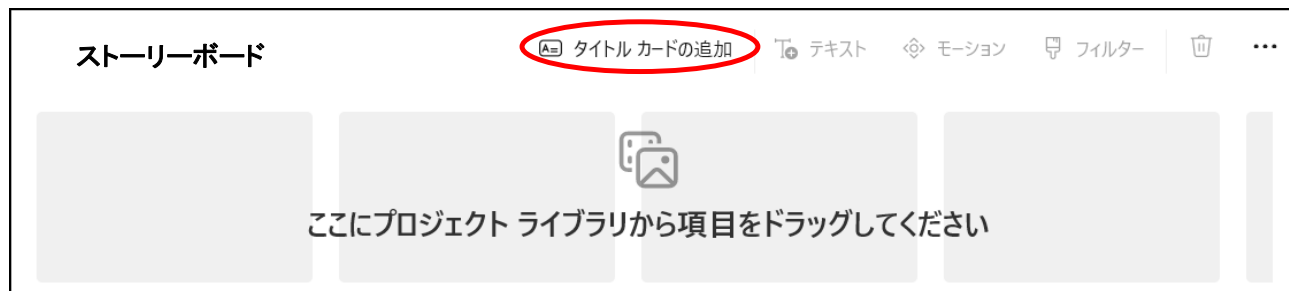 ストーリーボード
タイトル カードの追加 テキスト モーション フィルター
ここにプロジェクト ライブラリから項目をドラッグしてください